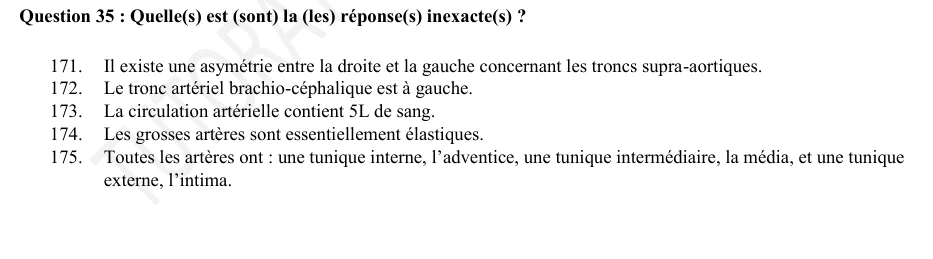 Question 35 : Quelle(s) est (sont) la (les) réponse(s) inexacte(s) ?
171. Il existe une asymétrie entre la droite et la gauche concernant les troncs supra-aortiques.
172. Le tronc artériel brachio-céphalique est à gauche.
173. La circulation artérielle contient 5L de sang.
174. Les grosses artères sont essentiellement élastiques.
175. Toutes les artères ont : une tunique interne, l’adventice, une tunique intermédiaire, la média, et une tunique
externe, l’intima.